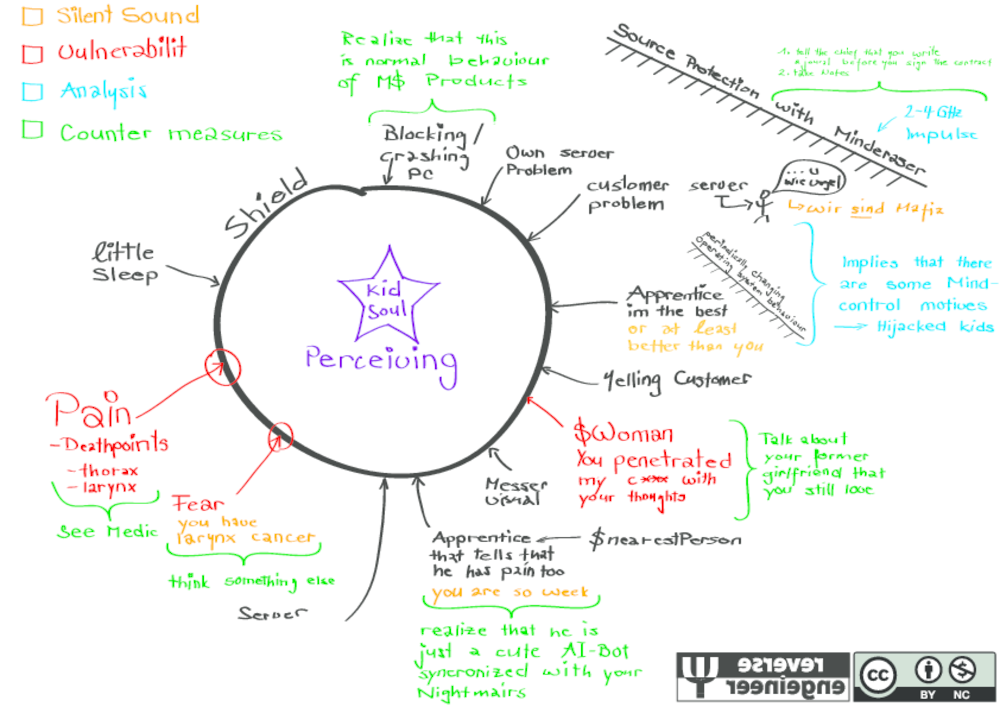 Silent Sound
Vulnerabilit
Analysis
Counter measures
Realize that this
is normal behaviour
of M$ Products
Blocking/
crashing
PC
Own server
Problem
customer server
problem
Source Protection with Minderaser
1. tell the chief that you write
a journal before you sign the contract
2. take Notes
2-4 GHz
Impulse
... U
wie Urgel
↳ wir sind Mafia
Shield
little
Sleep
Kid
Soul
Perceiving
periodically changing
Operating system behaviour
Implies that there
are some Mind-
control motives
→ Hijacked kids
Apprentice
im the best
or at least
better than you
Yelling Customer
Pain
-Deathpoints
-thorax
- larynx
See Medic
Fear
you have
larynx cancer
think something else
$Woman
You penetrated
my c*** with
your thoughts
Talk about
your former
girlfriend that
you still love
Messer
visual
Apprentice
that tells that
he has pain too
$nearestPerson
you are so week
realize that he is
just a cute AI-Bot
syncronized with your
Nightmairs
Server
reverse
engeineer
cc
BY NC